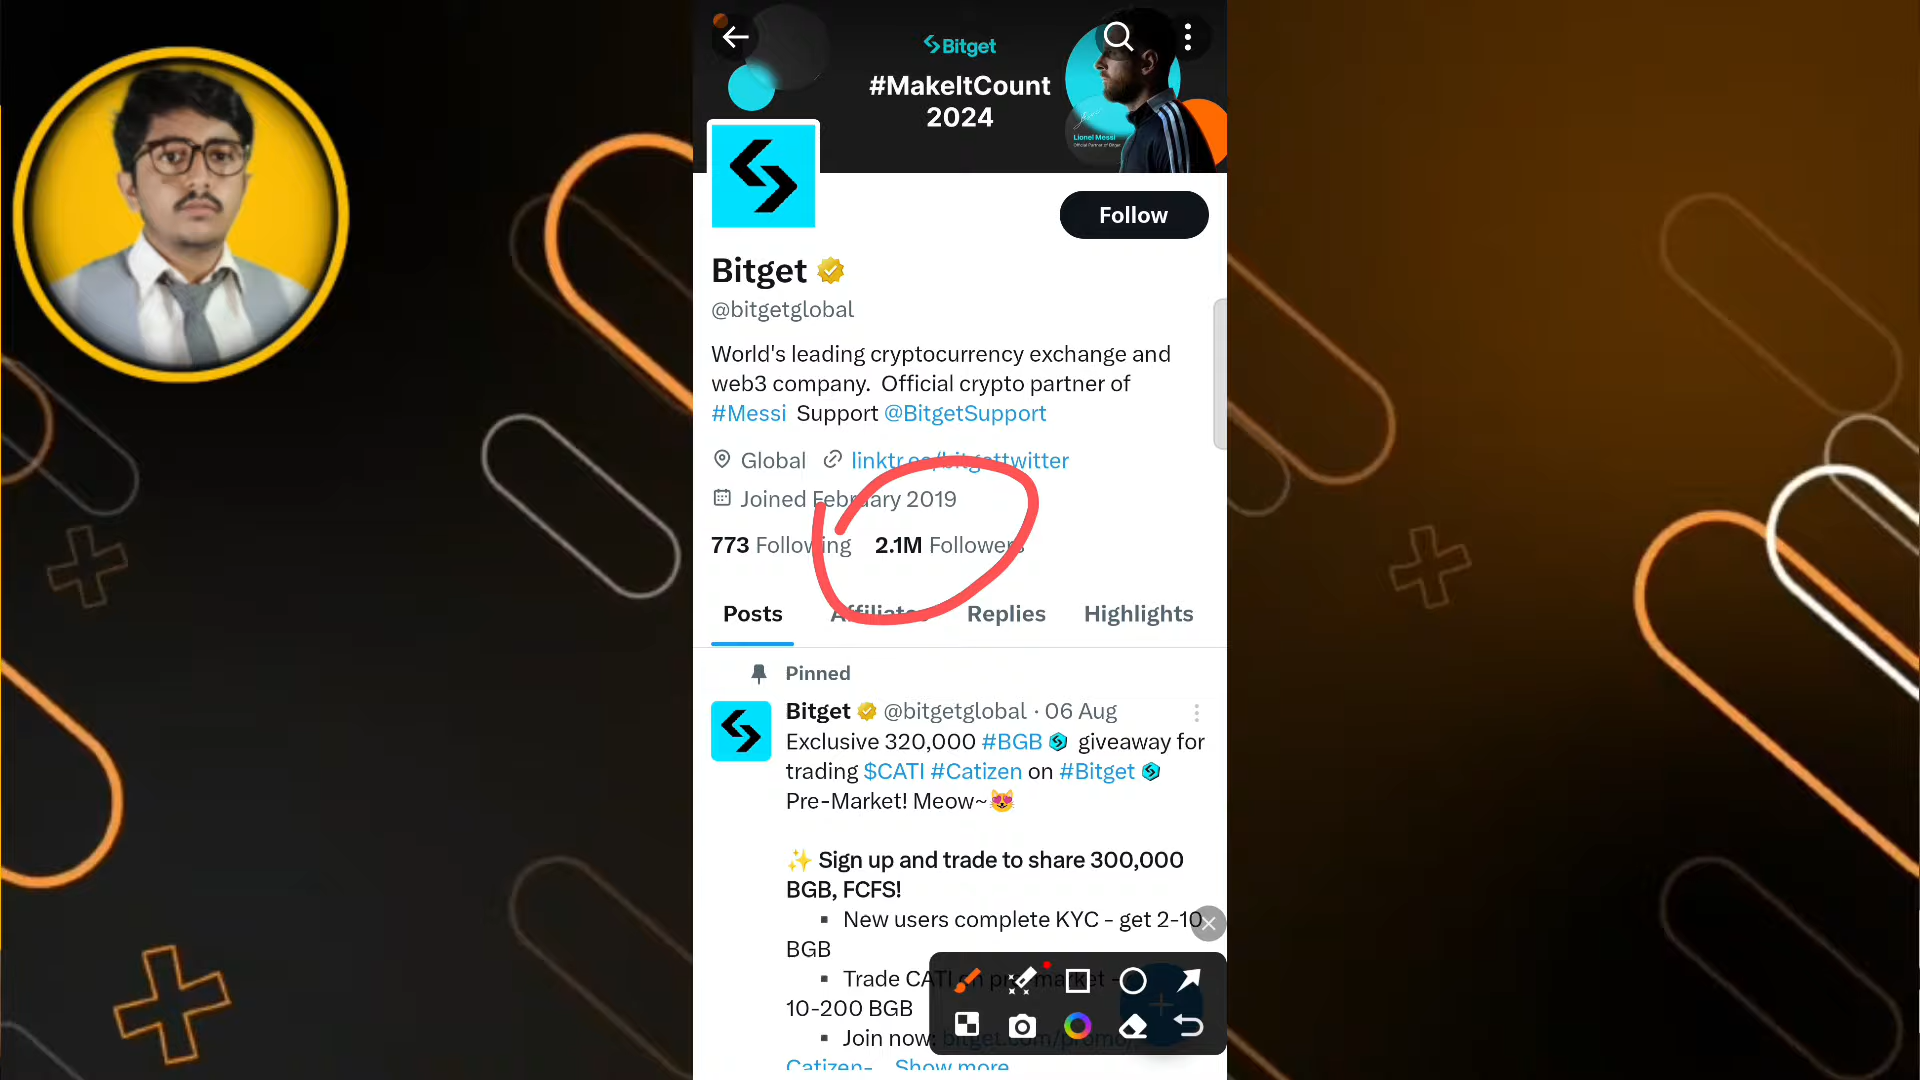 Bitget
#MakeItCount
2024
Lionel Messi
Official Partner of Bitget
Follow
Bitget
@bitgetglobal
World's leading cryptocurrency exchange and
web3 company. Official crypto partner of
#Messi Support @BitgetSupport
Global linktr.ee/bitgettwitter
Joined February 2019
773 Following 2.1M Followers
Posts Affiliates Replies Highlights
Pinned
Bitget @bitgetglobal · 06 Aug
Exclusive 320,000 #BGB giveaway for
trading $CATI #Catizen on #Bitget
Pre-Market! Meow~😻
✨ Sign up and trade to share 300,000
BGB, FCFS!
▪ New users complete KYC - get 2-10
BGB
▪ Trade CATI on pre-market -
10-200 BGB
▪ Join now: bitget.com/promo/
Catizen-... Show more